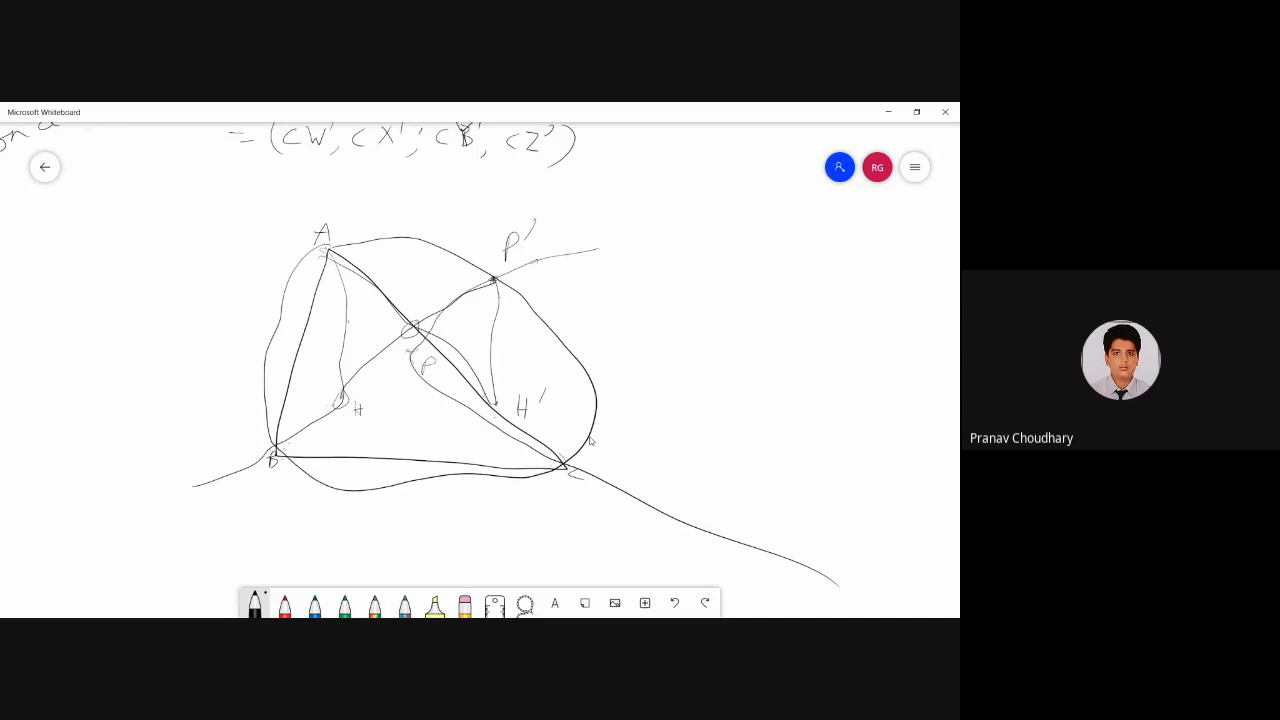 Microsoft Whiteboard
= (CW', CX'; CY', CZ')
RG
A
P'
P
H
H'
B
C
A
Pranav Choudhary